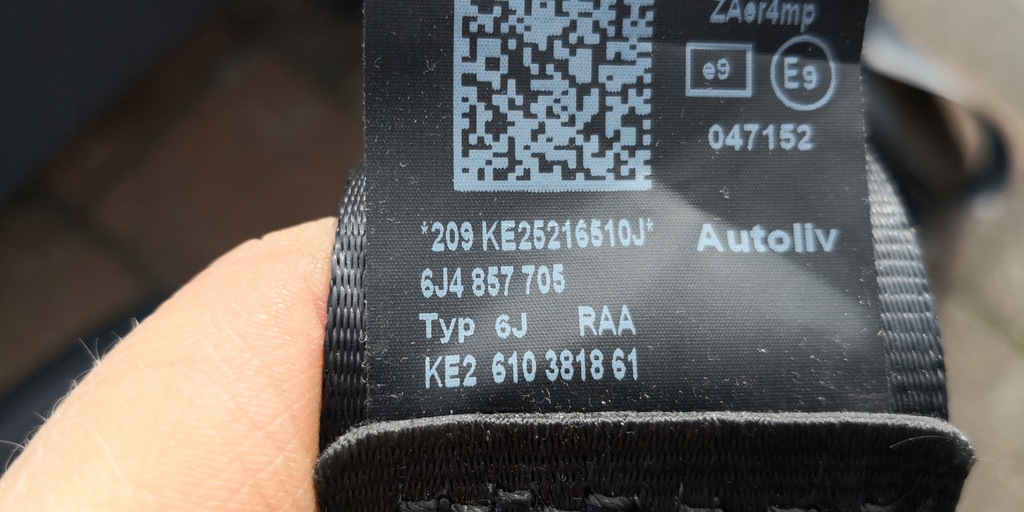 ZAer4mp
e9 E9
047152
*209 KE25216510J* Autoliv
6J4 857 705
Typ 6J RAA
KE2 610 3818 61